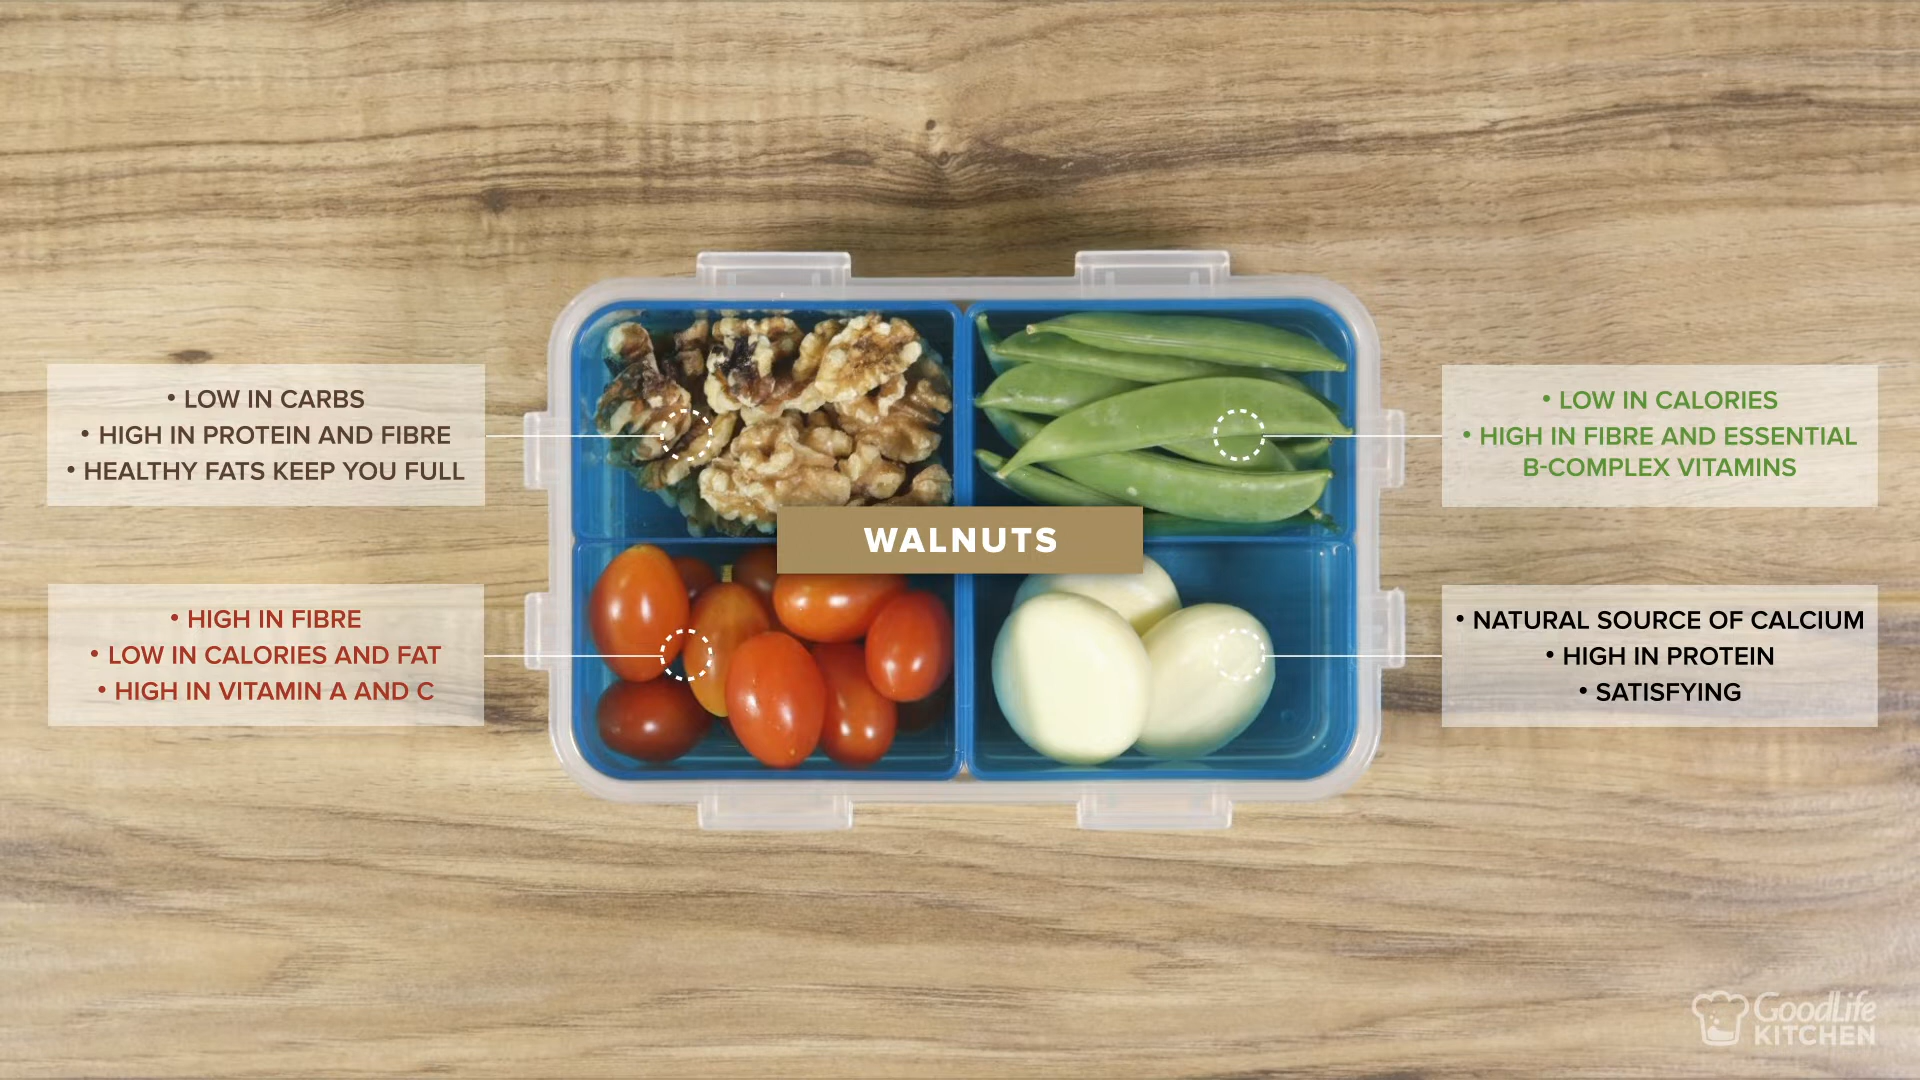 • LOW IN CARBS
• HIGH IN PROTEIN AND FIBRE
• HEALTHY FATS KEEP YOU FULL
• LOW IN CALORIES
• HIGH IN FIBRE AND ESSENTIAL
B-COMPLEX VITAMINS
WALNUTS
• HIGH IN FIBRE
• LOW IN CALORIES AND FAT
• HIGH IN VITAMIN A AND C
• NATURAL SOURCE OF CALCIUM
• HIGH IN PROTEIN
• SATISFYING
GoodLife
KITCHEN